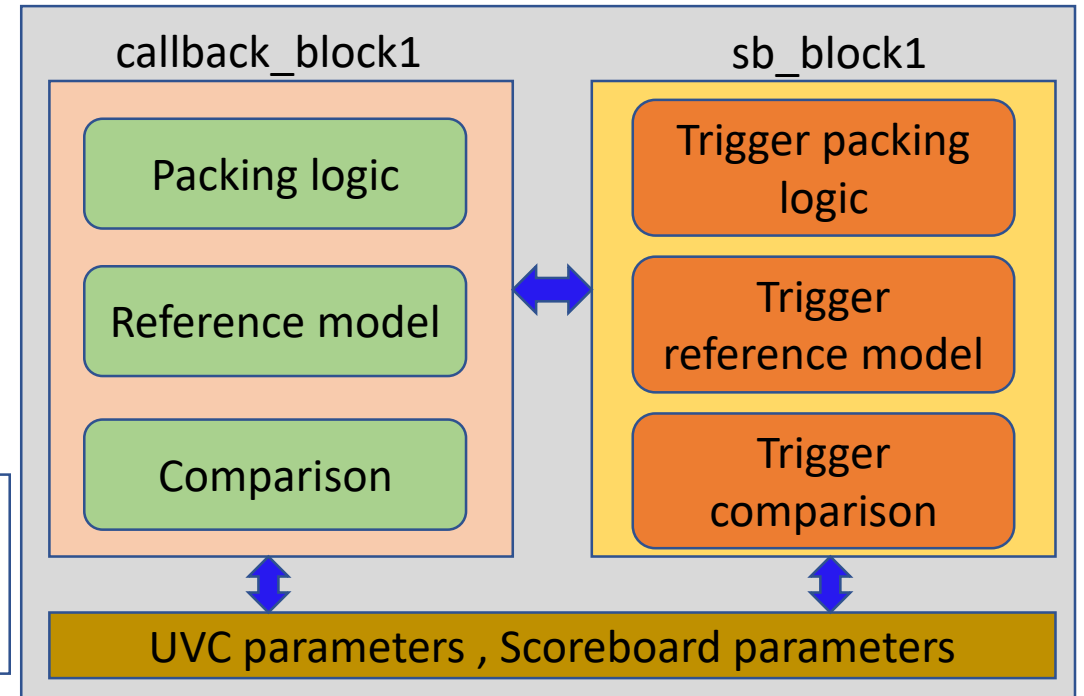 callback_block1
Packing logic
Reference model
Comparison
sb_block1
Trigger packing
logic
Trigger
reference model
Trigger
comparison
UVC parameters , Scoreboard parameters